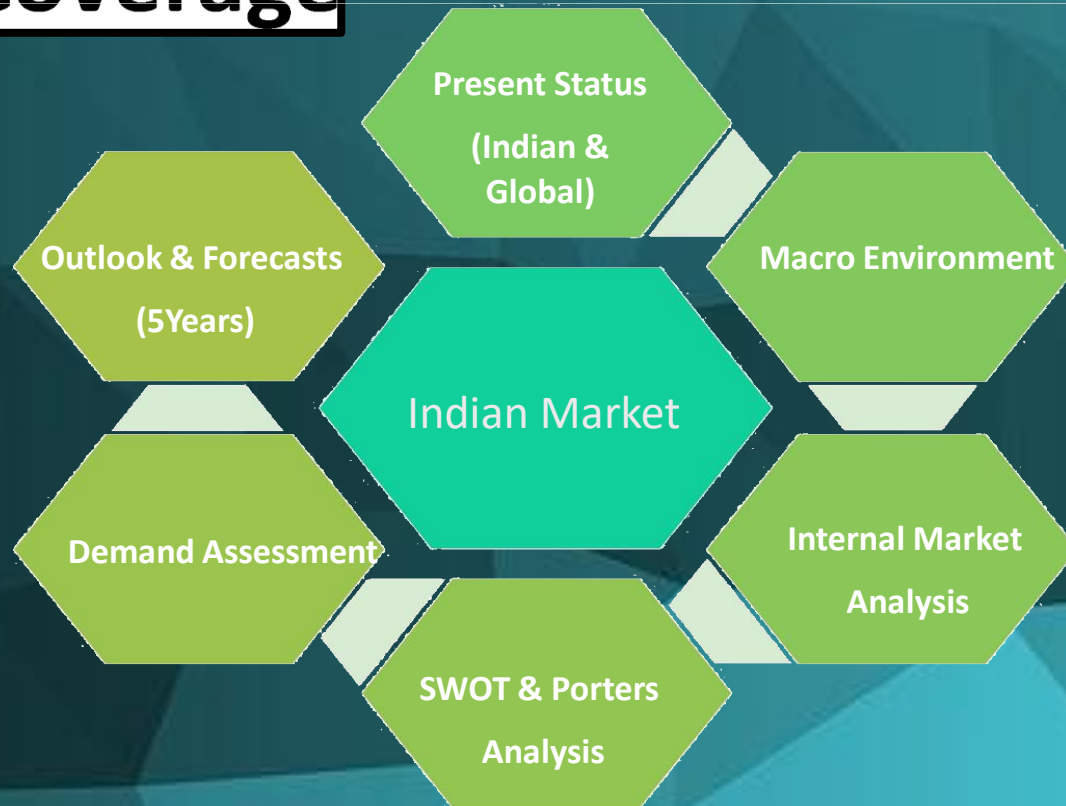 Coverage
Present Status
(Indian &
Global)
Macro Environment
Internal Market
Analysis
SWOT & Porters
Analysis
Demand Assessment
Outlook & Forecasts
(5Years)
Indian Market